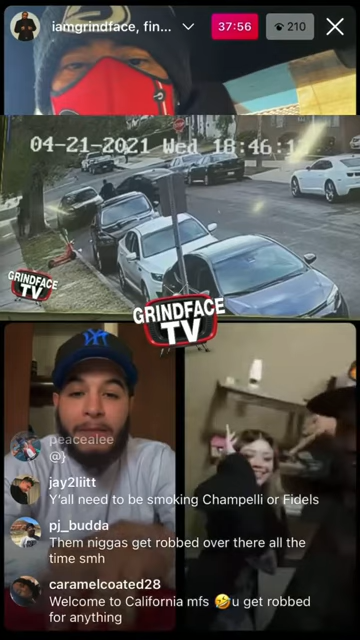 iamgrindface, fin...
37:56
210
04-21-2021 Wed 18:46:1
GRINDFACE
TV
GRINDFACE
TV
peacealee
@}
jay2liitt
Y'all need to be smoking Champelli or Fidels
pj_budda
Them niggas get robbed over there all the
time smh
caramelcoated28
Welcome to California mfs 🤣u get robbed
for anything